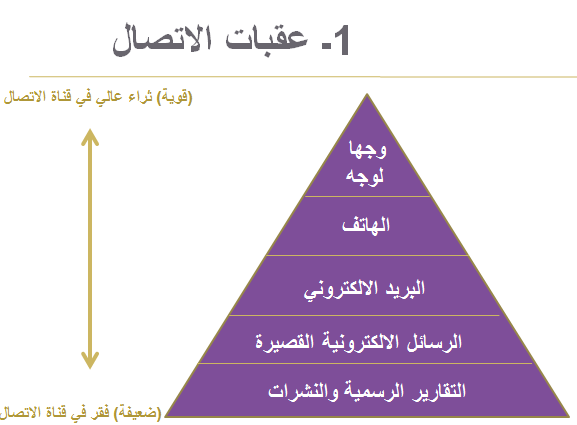 1- عقبات الاتصال
(قوية) ثراء عالي في قناة الاتصال
وجها
لوجه
الهاتف
البريد الالكتروني
الرسائل الالكترونية القصيرة
التقارير الرسمية والنشرات
(ضعيفة) فقر في قناة الاتصال